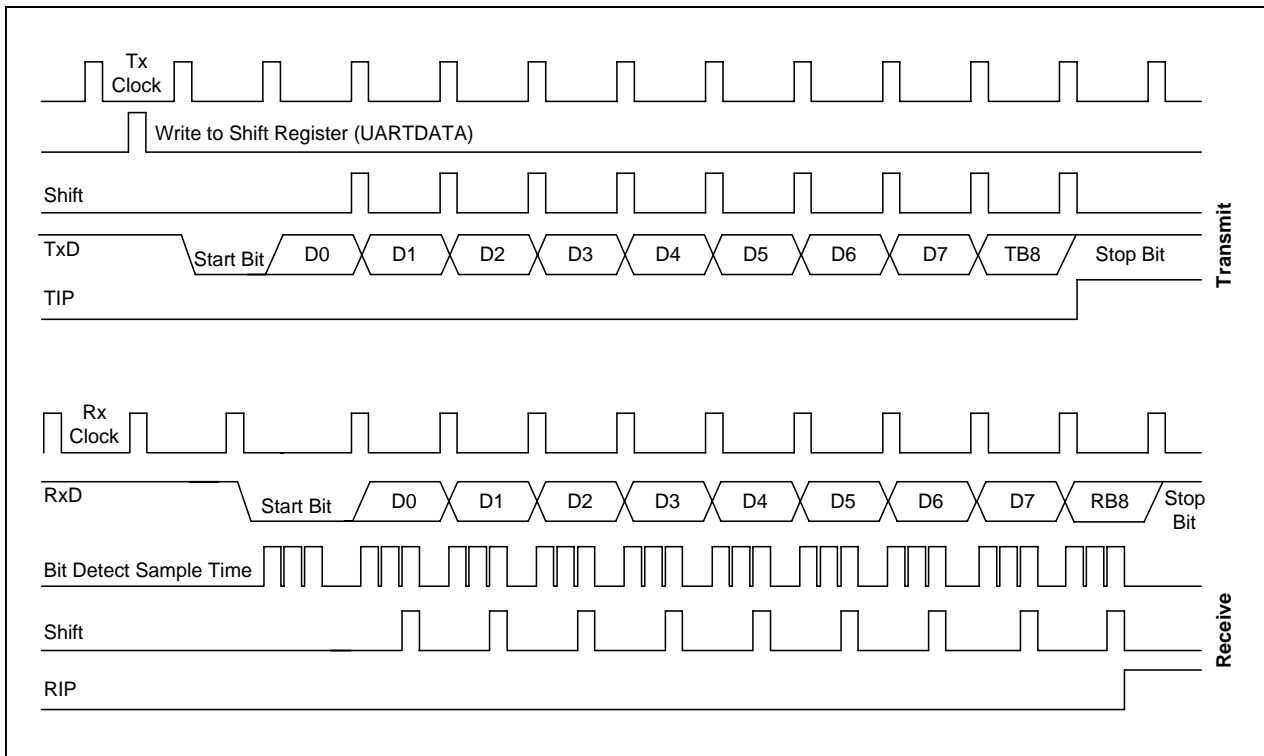 Tx
Clock
Write to Shift Register (UARTDATA)
Shift
TxD
Start Bit
D0
D1
D2
D3
D4
D5
D6
D7
TB8
Stop Bit
TIP
Transmit
Rx
Clock
RxD
Start Bit
D0
D1
D2
D3
D4
D5
D6
D7
RB8
Stop
Bit
Bit Detect Sample Time
Shift
RIP
Receive